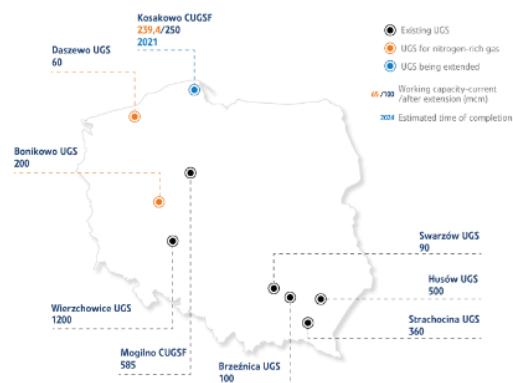 Kosakowo CUGSF
239,4/250
2021
Existing UGS
UGS for nitrogen-rich gas
UGS being extended
65/100 Working capacity-current
/after extension (mcm)
2024 Estimated time of completion
Daszewo UGS
60
Bonikowo UGS
200
Swarzów UGS
90
Husów UGS
500
Strachocina UGS
360
Wierzchowice UGS
1200
Mogilno CUGSF
585
Brzeźnica UGS
100